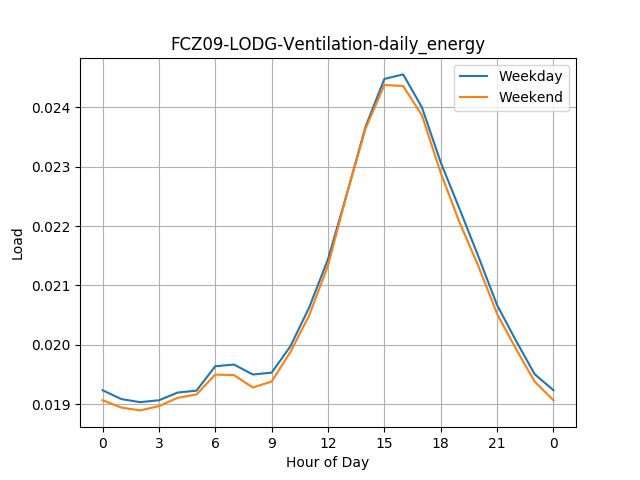 FCZ09-LODG-Ventilation-daily_energy
Weekday
Weekend
Load
0.024
0.023
0.022
0.021
0.020
0.019
0 3 6 9 12 15 18 21 0
Hour of Day